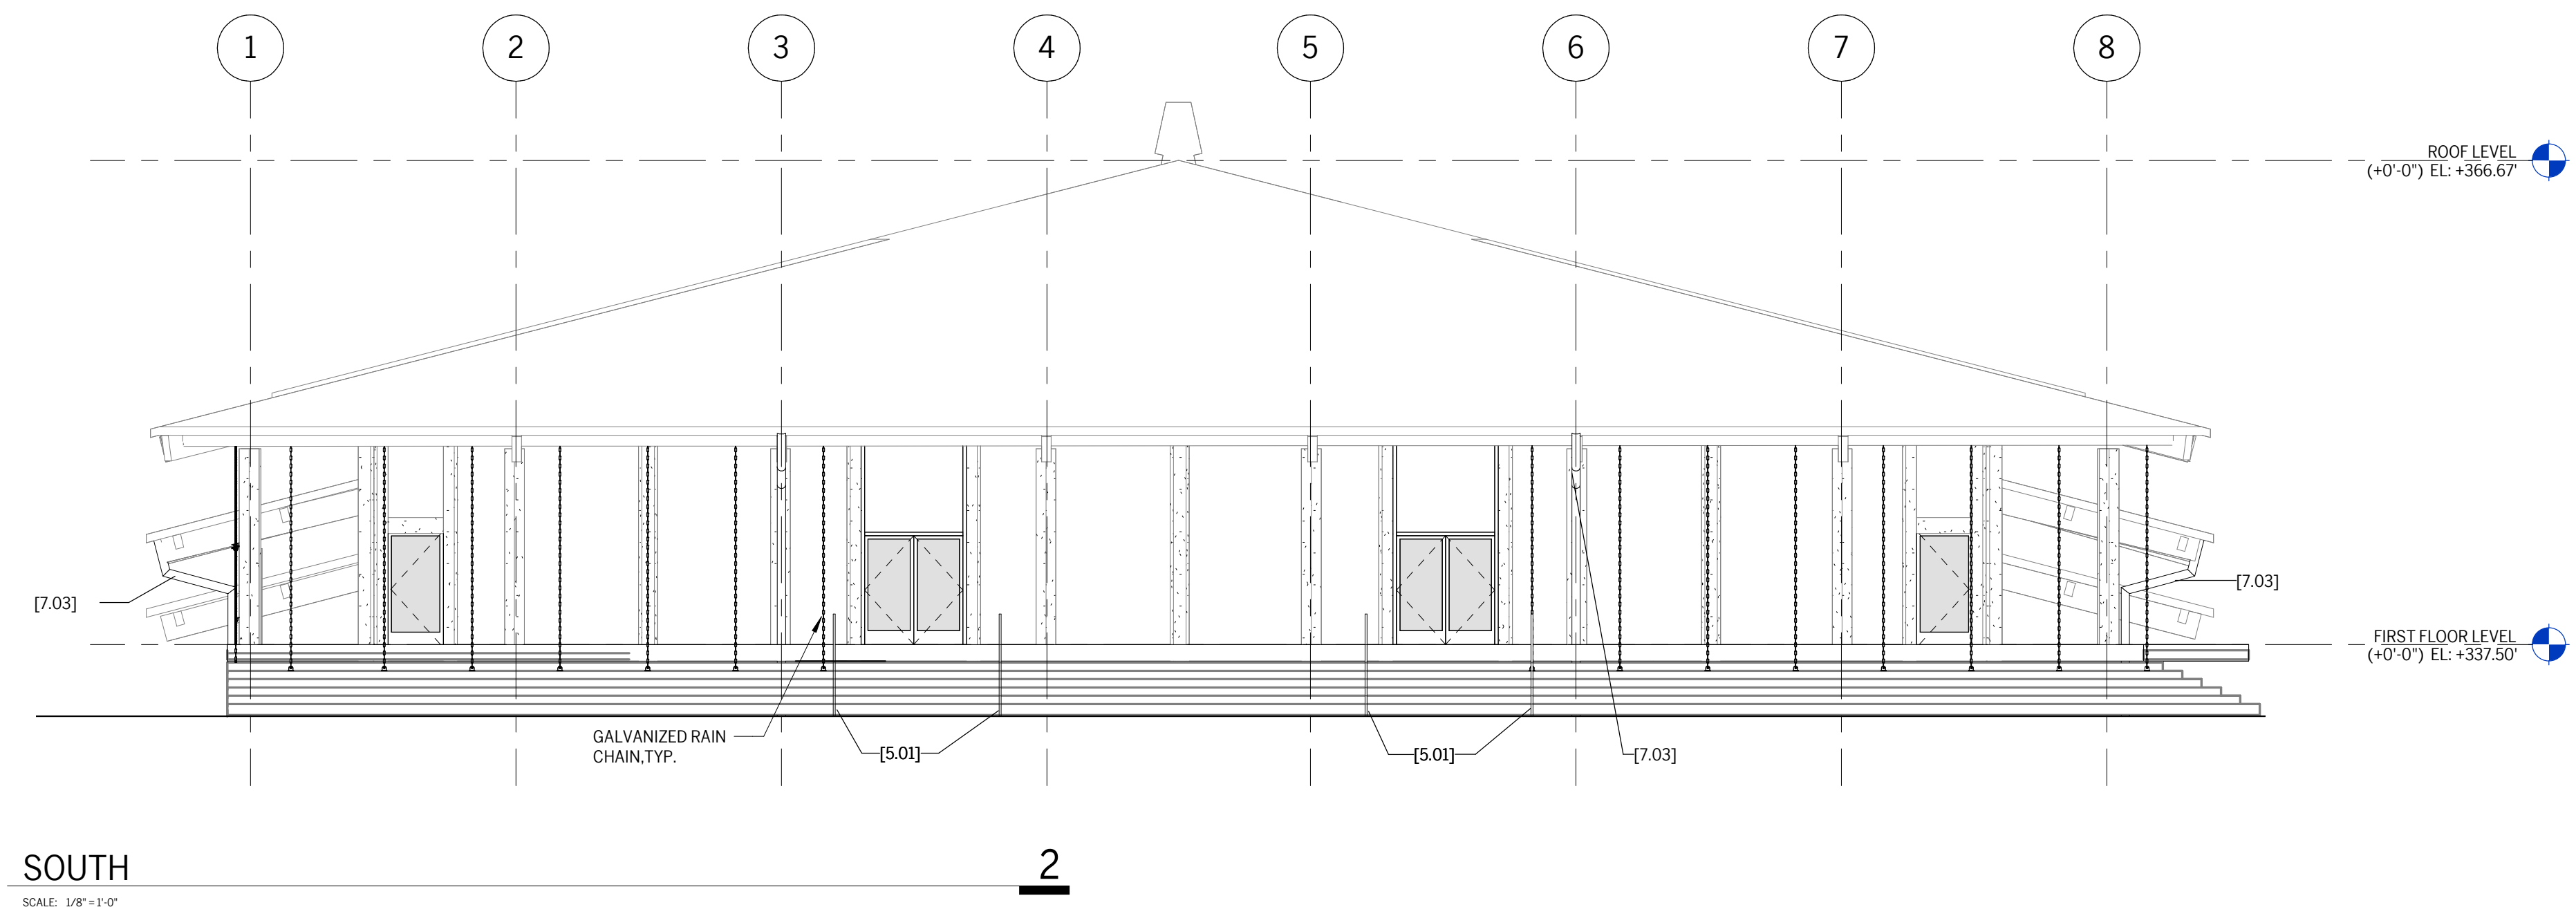 1 2 3 4 5 6 7 8
ROOF LEVEL
(+0'-0") EL: +366.67'
[7.03]
[7.03]
FIRST FLOOR LEVEL
(+0'-0") EL: +337.50'
GALVANIZED RAIN
CHAIN,TYP.
[5.01]
[5.01]
[7.03]
SOUTH
2
SCALE: 1/8" = 1'-0"